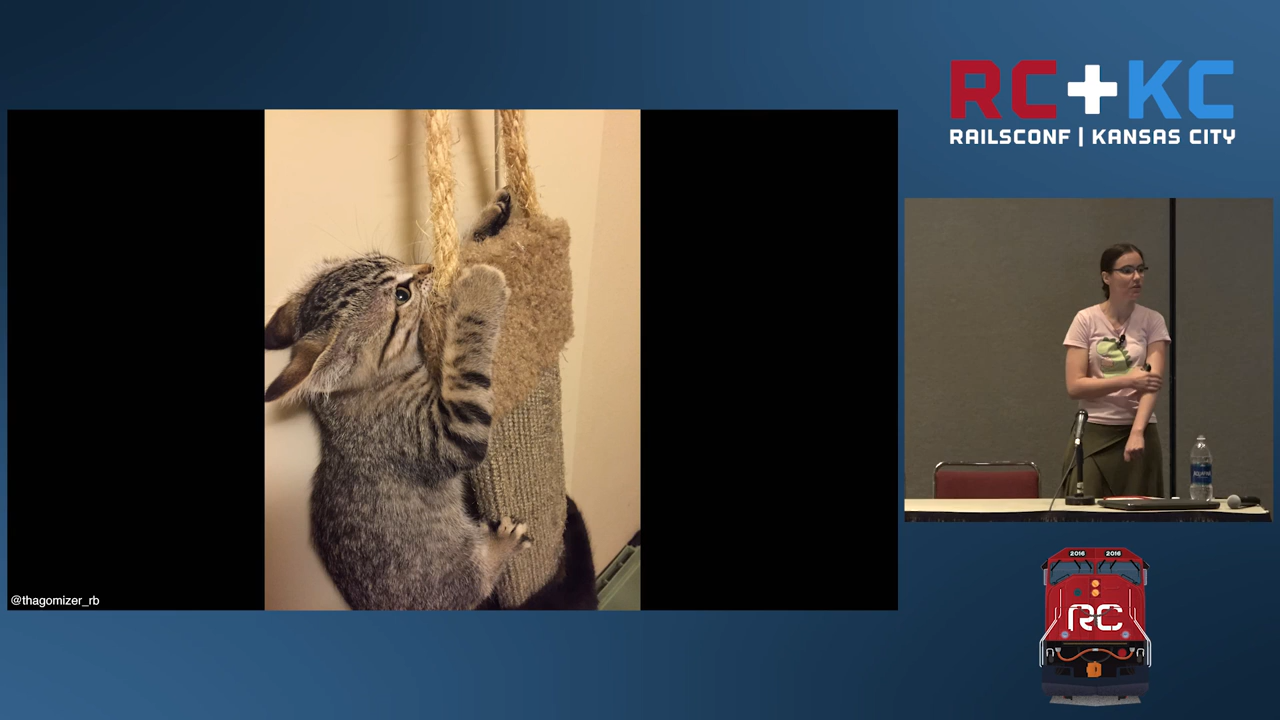 RC+KC
RAILSCONF | KANSAS CITY
@thagomizer_rb
2016 2016
RC